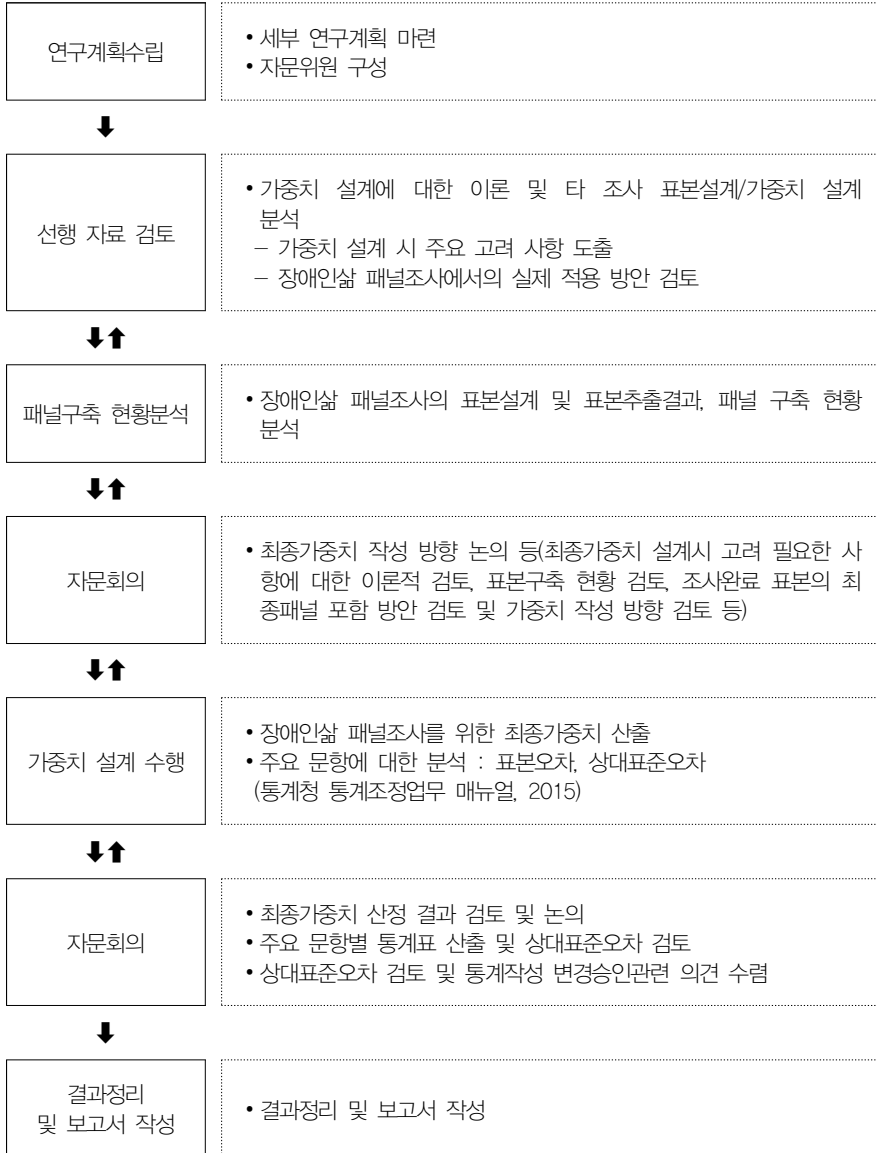 연구계획수립
• 세부 연구계획 마련
• 자문위원 구성
⬇
선행 자료 검토
• 가중치 설계에 대한 이론 및 타 조사 표본설계/가중치 설계
분석
– 가중치 설계 시 주요 고려 사항 도출
– 장애인삶 패널조사에서의 실제 적용 방안 검토
⬇⬆
패널구축 현황분석
• 장애인삶 패널조사의 표본설계 및 표본추출결과, 패널 구축 현황
분석
⬇⬆
자문회의
• 최종가중치 작성 방향 논의 등(최종가중치 설계시 고려 필요한 사
항에 대한 이론적 검토, 표본구축 현황 검토, 조사완료 표본의 최
종패널 포함 방안 검토 및 가중치 작성 방향 검토 등)
⬇⬆
가중치 설계 수행
• 장애인삶 패널조사를 위한 최종가중치 산출
• 주요 문항에 대한 분석 : 표본오차, 상대표준오차
(통계청 통계조정업무 매뉴얼, 2015)
⬇⬆
자문회의
• 최종가중치 산정 결과 검토 및 논의
• 주요 문항별 통계표 산출 및 상대표준오차 검토
• 상대표준오차 검토 및 통계작성 변경승인관련 의견 수렴
⬇
결과정리
및 보고서 작성
• 결과정리 및 보고서 작성